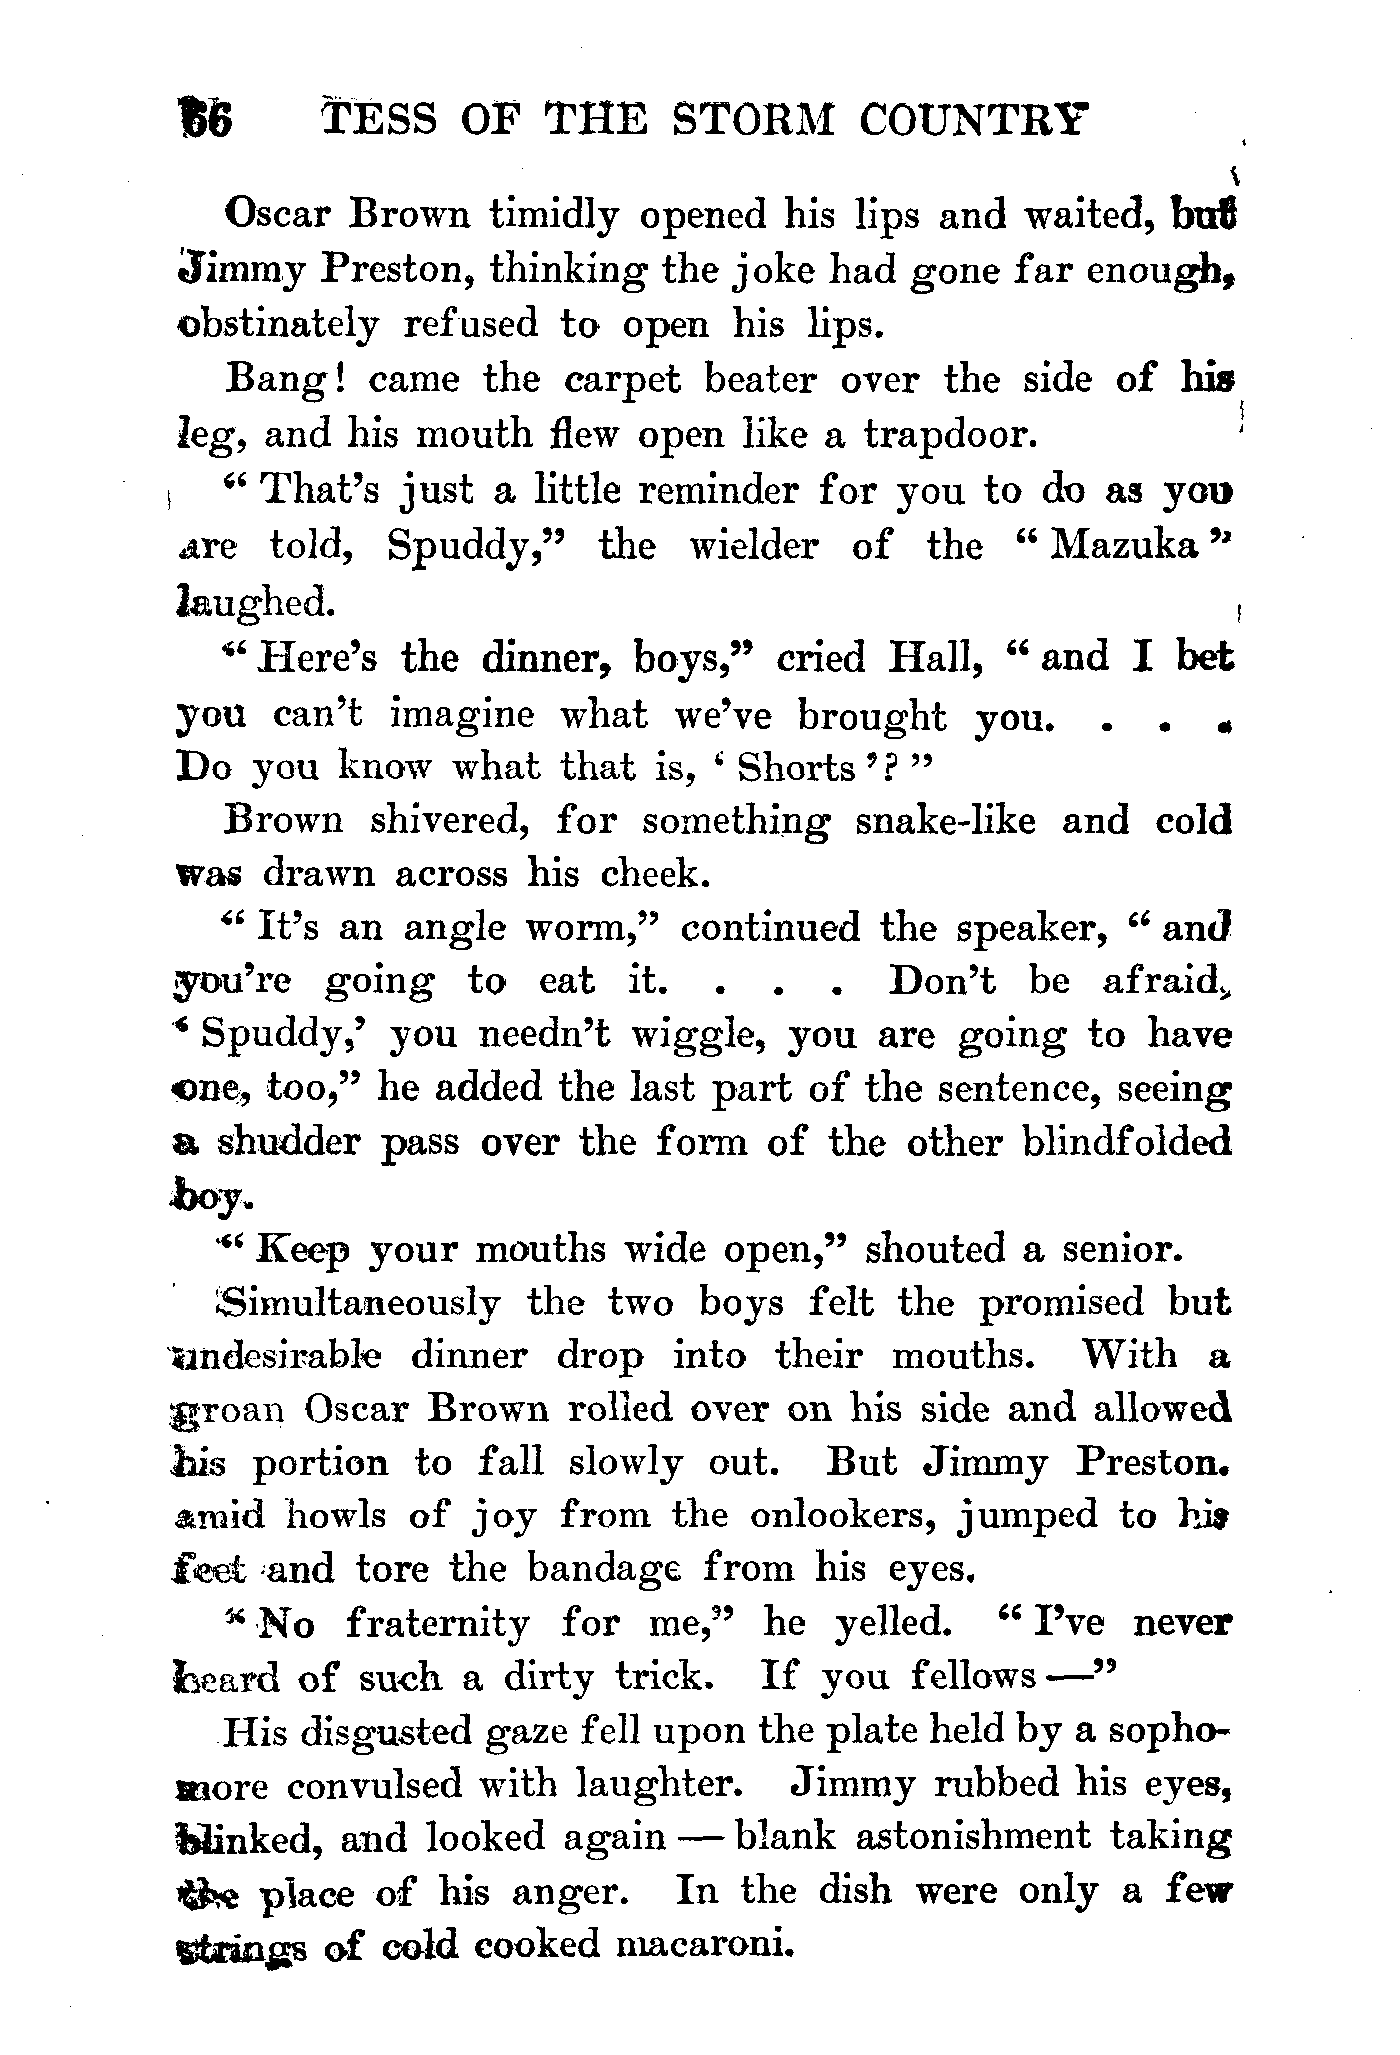 66 TESS OF THE STORM COUNTRY
Oscar Brown timidly opened his lips and waited, but
Jimmy Preston, thinking the joke had gone far enough,
obstinately refused to open his lips.
Bang! came the carpet beater over the side of his
leg, and his mouth flew open like a trapdoor.
“ That’s just a little reminder for you to do as you
are told, Spuddy,” the wielder of the “ Mazuka ”
laughed.
“ Here’s the dinner, boys,” cried Hall, “ and I bet
you can’t imagine what we’ve brought you. . . .
Do you know what that is, ‘ Shorts ’? ”
Brown shivered, for something snake-like and cold
was drawn across his cheek.
“ It’s an angle worm,” continued the speaker, “ and
you’re going to eat it. . . . Don’t be afraid,
‘ Spuddy,’ you needn’t wiggle, you are going to have
one, too,” he added the last part of the sentence, seeing
a shudder pass over the form of the other blindfolded
boy.
“ Keep your mouths wide open,” shouted a senior.
Simultaneously the two boys felt the promised but
undesirable dinner drop into their mouths. With a
groan Oscar Brown rolled over on his side and allowed
his portion to fall slowly out. But Jimmy Preston.
amid howls of joy from the onlookers, jumped to his
feet and tore the bandage from his eyes.
“ No fraternity for me,” he yelled. “ I’ve never
heard of such a dirty trick. If you fellows —”
His disgusted gaze fell upon the plate held by a sopho-
more convulsed with laughter. Jimmy rubbed his eyes,
blinked, and looked again — blank astonishment taking
the place of his anger. In the dish were only a few
strings of cold cooked macaroni.